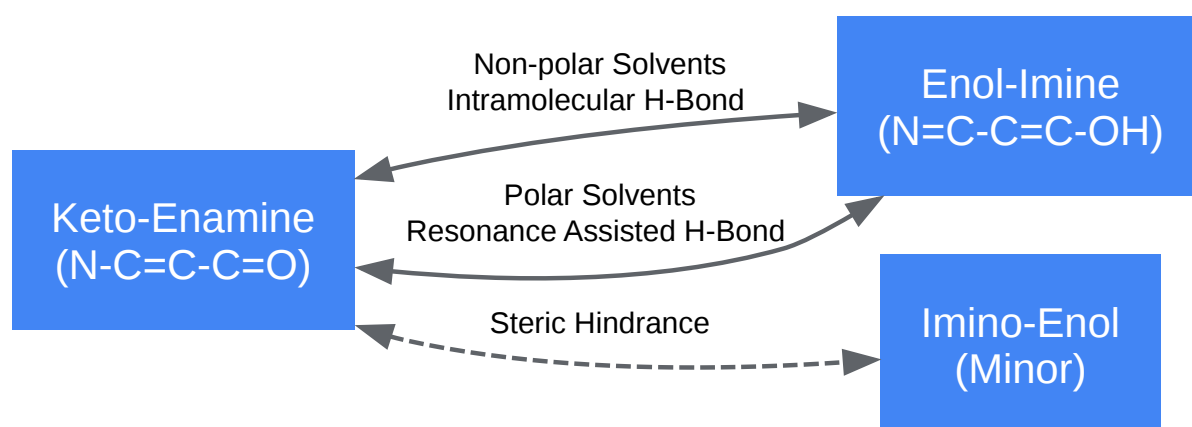 Non-polar Solvents
Intramolecular H-Bond
Enol-Imine
(N=C-C=C-OH)
Keto-Enamine
(N-C=C-C=O)
Polar Solvents
Resonance Assisted H-Bond
Steric Hindrance
Imino-Enol
(Minor)